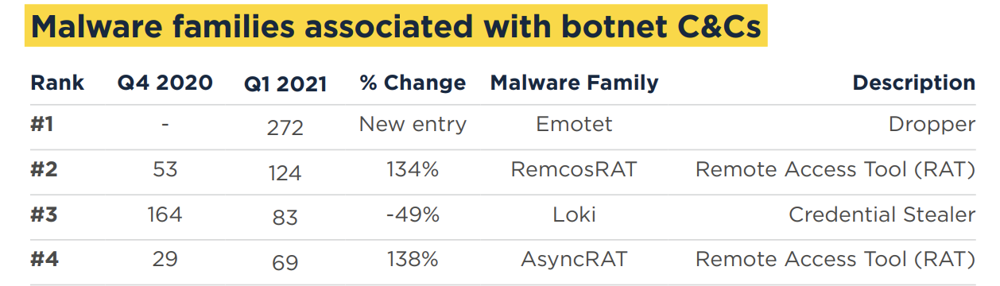 Malware families associated with botnet C&Cs
Rank Q4 2020 Q1 2021 % Change Malware Family Description
#1 - 272 New entry Emotet Dropper
#2 53 124 134% RemcosRAT Remote Access Tool (RAT)
#3 164 83 -49% Loki Credential Stealer
#4 29 69 138% AsyncRAT Remote Access Tool (RAT)